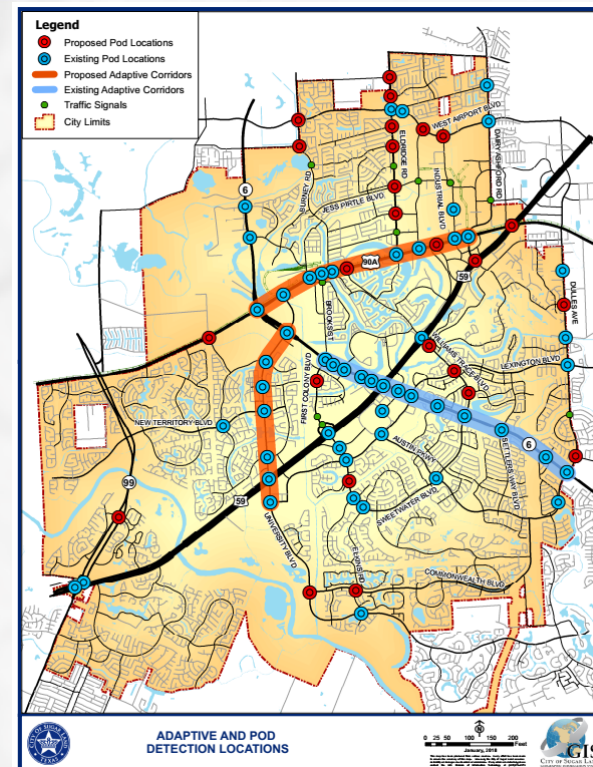 Legend
Proposed Pod Locations
Existing Pod Locations
Proposed Adaptive Corridors
Existing Adaptive Corridors
Traffic Signals
City Limits
WEST AIRPORT BLVD
ELDRIDGE RD
DAIRY ASHFORD RD
INDUSTRIAL BLVD
BURNEY RD
JESS PIRTLE BLVD
6
90A
59
DULLES AVE
BROOKS ST
WILLIAMS TRACE BLVD
LEXINGTON BLVD
FIRST COLONY BLVD
NEW TERRITORY BLVD
AUSTIN PKWY
SETTLERS WAY BLVD
6
99
59
SWEETWATER BLVD
UNIVERSITY BLVD
ELKINS RD
COMMONWEALTH BLVD
CITY OF SUGAR LAND
TEXAS
ADAPTIVE AND POD
DETECTION LOCATIONS
N
0 25 50 100 150 200
Feet
January, 2018
GIS